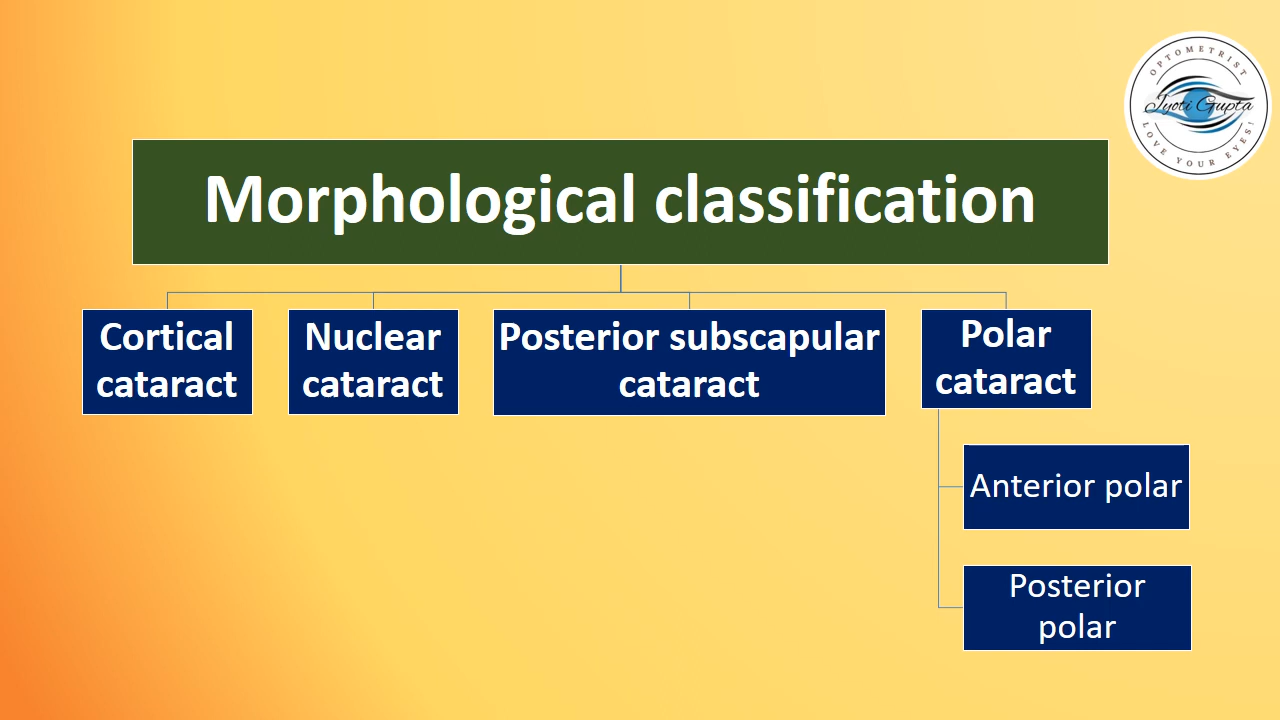 OPTOMETRIST
Jyoti Gupta
LOVE YOUR EYES!
Morphological classification
Cortical
cataract
Nuclear
cataract
Posterior subscapular
cataract
Polar
cataract
Anterior polar
Posterior
polar